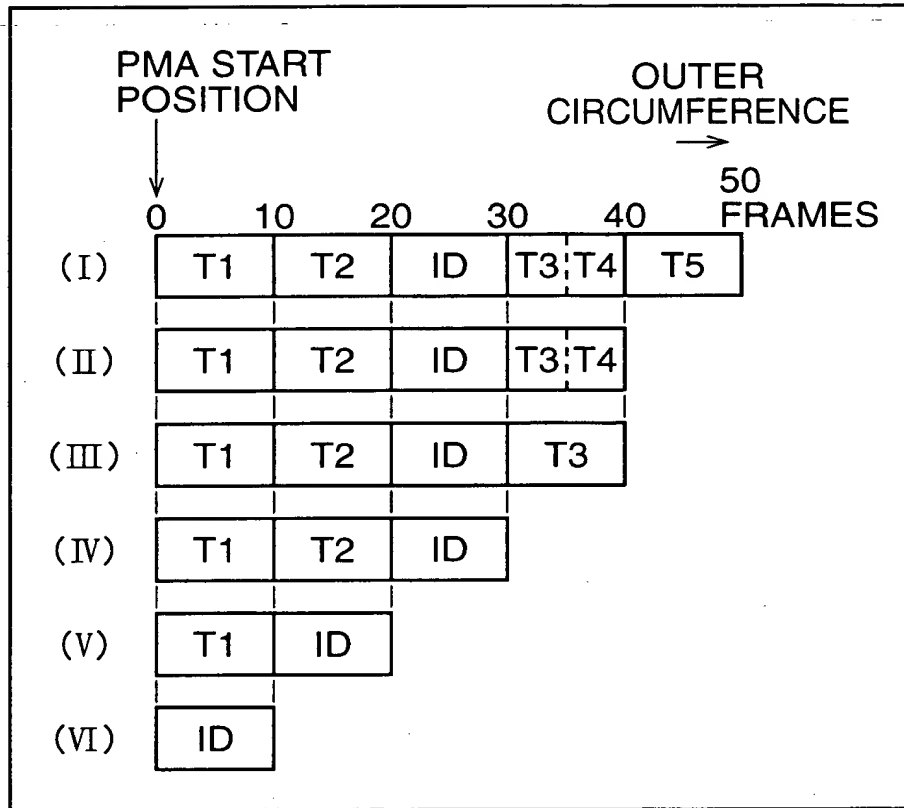 PMA START
POSITION
OUTER
CIRCUMFERENCE
→
50
FRAMES
0 10 20 30 40
(I) T1 T2 ID T3 T4 T5
(II) T1 T2 ID T3 T4
(III) T1 T2 ID T3
(IV) T1 T2 ID
(V) T1 ID
(VI) ID